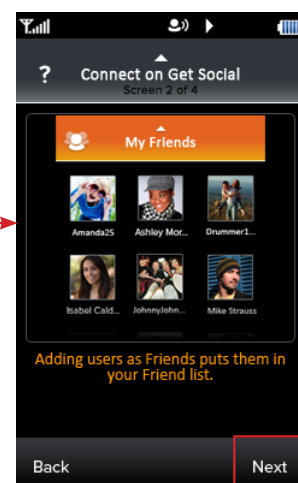 ? Connect on Get Social
Screen 2 of 4
My Friends
Amanda25 Ashley Mor... Drummer1...
Isabel Cald... JohnnyJohn... Mike Strauss
Adding users as Friends puts them in
your Friend list.
Back Next